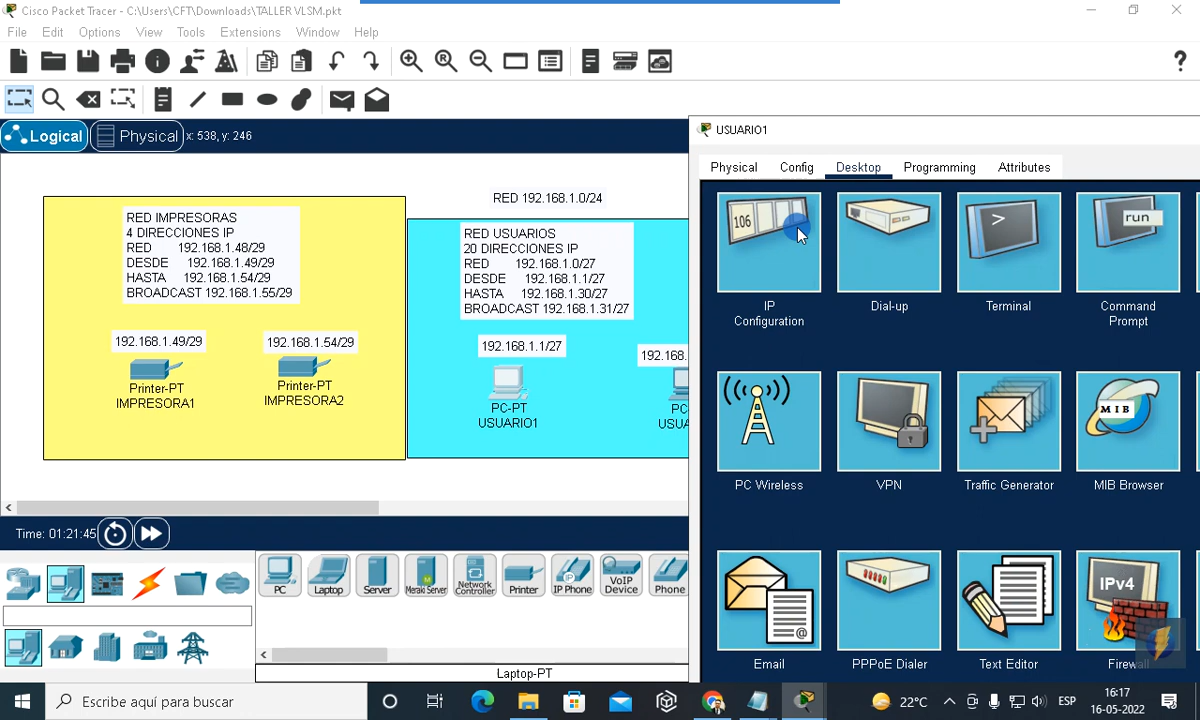 Cisco Packet Tracer - C:\Users\CFT\Downloads\TALLER VLSM.pkt
File Edit Options View Tools Extensions Window Help
Logical Physical x: 538, y: 246
RED 192.168.1.0/24
RED IMPRESORAS
4 DIRECCIONES IP
RED 192.168.1.48/29
DESDE 192.168.1.49/29
HASTA 192.168.1.54/29
BROADCAST 192.168.1.55/29
192.168.1.49/29
192.168.1.54/29
Printer-PT
IMPRESORA1
Printer-PT
IMPRESORA2
RED USUARIOS
20 DIRECCIONES IP
RED 192.168.1.0/27
DESDE 192.168.1.1/27
HASTA 192.168.1.30/27
BROADCAST 192.168.1.31/27
192.168.1.1/27
192.168.
PC-PT
USUARIO1
PC-
USUA
USUARIO1
Physical Config Desktop Programming Attributes
106
>
run
IP
Configuration
Dial-up
Terminal
Command
Prompt
MIB
PC Wireless
VPN
Traffic Generator
MIB Browser
@
IPv4
Email
PPPoE Dialer
Text Editor
Firewall
Time: 01:21:45
PC
Laptop
Server
Meraki Server
Network
Controller
Printer
IP Phone
VoIP
Device
Phone
Laptop-PT
Escribe aquí para buscar
22°C
ESP
16:17
16-05-2022